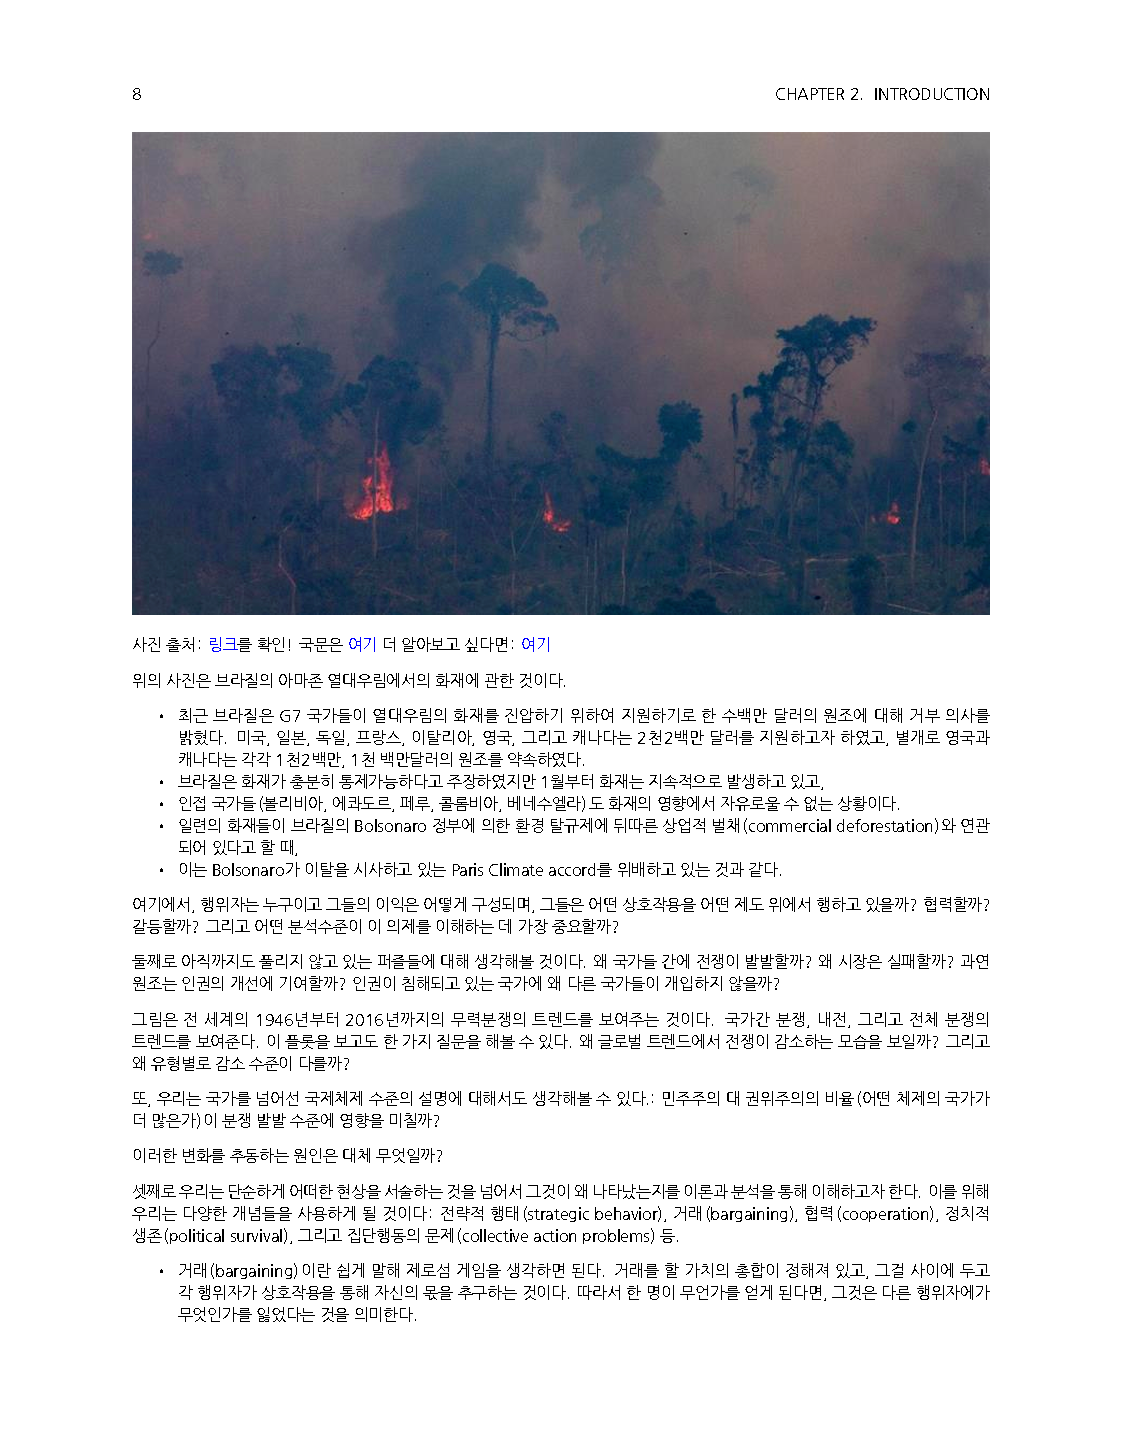 8
CHAPTER 2. INTRODUCTION
사진 출처: 링크를 확인! 국문은 여기 더 알아보고 싶다면: 여기
위의 사진은 브라질의 아마존 열대우림에서의 화재에 관한 것이다.
• 최근 브라질은 G7 국가들이 열대우림의 화재를 진압하기 위하여 지원하기로 한 수백만 달러의 원조에 대해 거부 의사를
밝혔다. 미국, 일본, 독일, 프랑스, 이탈리아, 영국, 그리고 캐나다는 2천2백만 달러를 지원하고자 하였고, 별개로 영국과
캐나다는 각각 1천2백만, 1천 백만달러의 원조를 약속하였다.
• 브라질은 화재가 충분히 통제가능하다고 주장하였지만 1월부터 화재는 지속적으로 발생하고 있고,
• 인접 국가들(볼리비아, 에콰도르, 페루, 콜롬비아, 베네수엘라)도 화재의 영향에서 자유로울 수 없는 상황이다.
• 일련의 화재들이 브라질의 Bolsonaro 정부에 의한 환경 탈규제에 뒤따른 상업적 벌채(commercial deforestation)와 연관
되어 있다고 할 때,
• 이는 Bolsonaro가 이탈을 시사하고 있는 Paris Climate accord를 위배하고 있는 것과 같다.
여기에서, 행위자는 누구이고 그들의 이익은 어떻게 구성되며, 그들은 어떤 상호작용을 어떤 제도 위에서 행하고 있을까? 협력할까?
갈등할까? 그리고 어떤 분석수준이 이 의제를 이해하는 데 가장 중요할까?
둘째로 아직까지도 풀리지 않고 있는 퍼즐들에 대해 생각해볼 것이다. 왜 국가들 간에 전쟁이 발발할까? 왜 시장은 실패할까? 과연
원조는 인권의 개선에 기여할까? 인권이 침해되고 있는 국가에 왜 다른 국가들이 개입하지 않을까?
그림은 전 세계의 1946년부터 2016년까지의 무력분쟁의 트렌드를 보여주는 것이다. 국가간 분쟁, 내전, 그리고 전체 분쟁의
트렌드를 보여준다. 이 플롯을 보고도 한 가지 질문을 해볼 수 있다. 왜 글로벌 트렌드에서 전쟁이 감소하는 모습을 보일까? 그리고
왜 유형별로 감소 수준이 다를까?
또, 우리는 국가를 넘어선 국제체제 수준의 설명에 대해서도 생각해볼 수 있다.: 민주주의 대 권위주의의 비율(어떤 체제의 국가가
더 많은가)이 분쟁 발발 수준에 영향을 미칠까?
이러한 변화를 추동하는 원인은 대체 무엇일까?
셋째로 우리는 단순하게 어떠한 현상을 서술하는 것을 넘어서 그것이 왜 나타났는지를 이론과 분석을 통해 이해하고자 한다. 이를 위해
우리는 다양한 개념들을 사용하게 될 것이다: 전략적 행태(strategic behavior), 거래(bargaining), 협력(cooperation), 정치적
생존(political survival), 그리고 집단행동의 문제(collective action problems) 등.
• 거래(bargaining)이란 쉽게 말해 제로섬 게임을 생각하면 된다. 거래를 할 가치의 총합이 정해져 있고, 그걸 사이에 두고
각 행위자가 상호작용을 통해 자신의 몫을 추구하는 것이다. 따라서 한 명이 무언가를 얻게 된다면, 그것은 다른 행위자에가
무엇인가를 잃었다는 것을 의미한다.